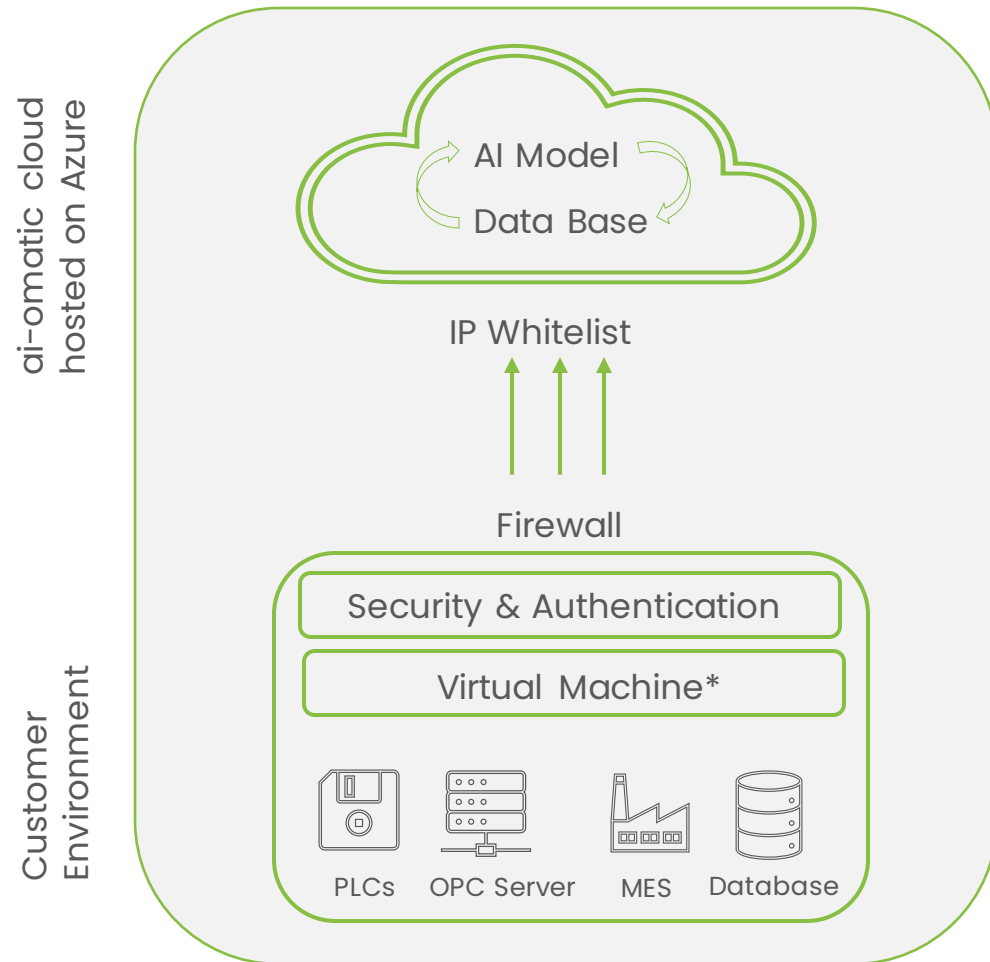 ai-omatic cloud
hosted on Azure
AI Model
Data Base
IP Whitelist
Firewall
Customer
Environment
Security & Authentication
Virtual Machine*
PLCs
OPC Server
MES
Database